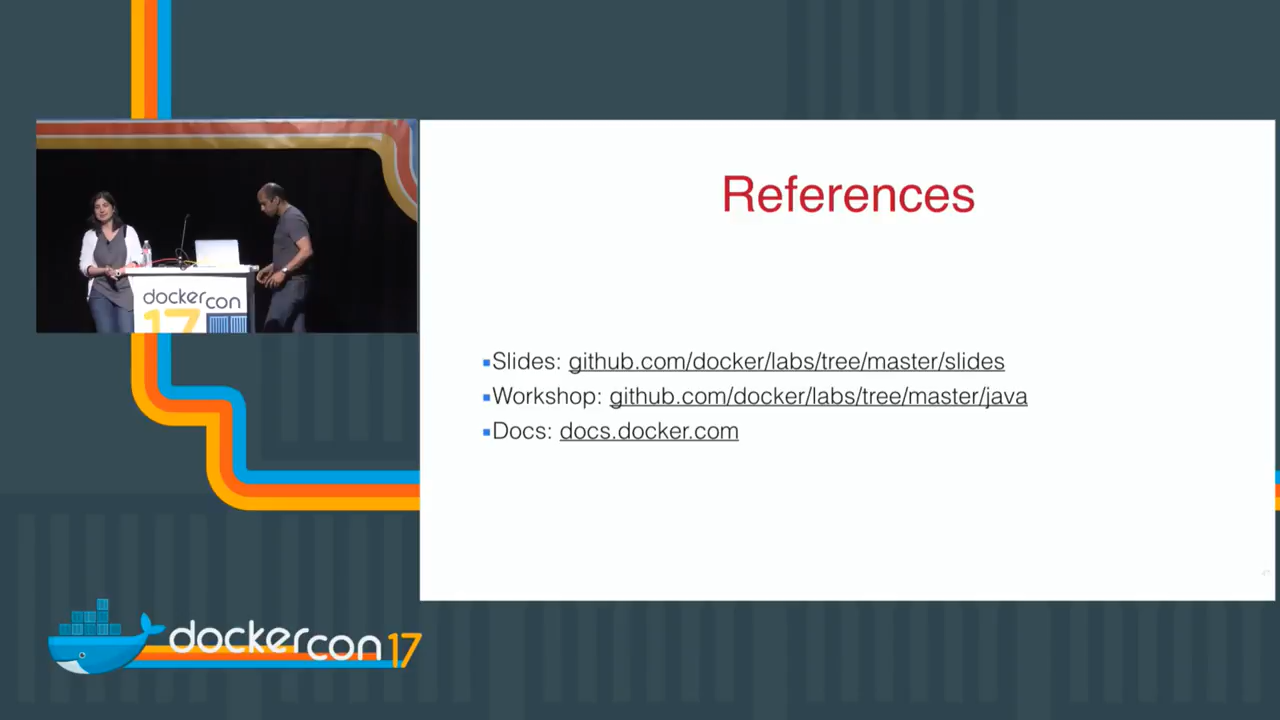 References
▪Slides: github.com/docker/labs/tree/master/slides
▪Workshop: github.com/docker/labs/tree/master/java
▪Docs: docs.docker.com
dockercon
17
dockercon 17